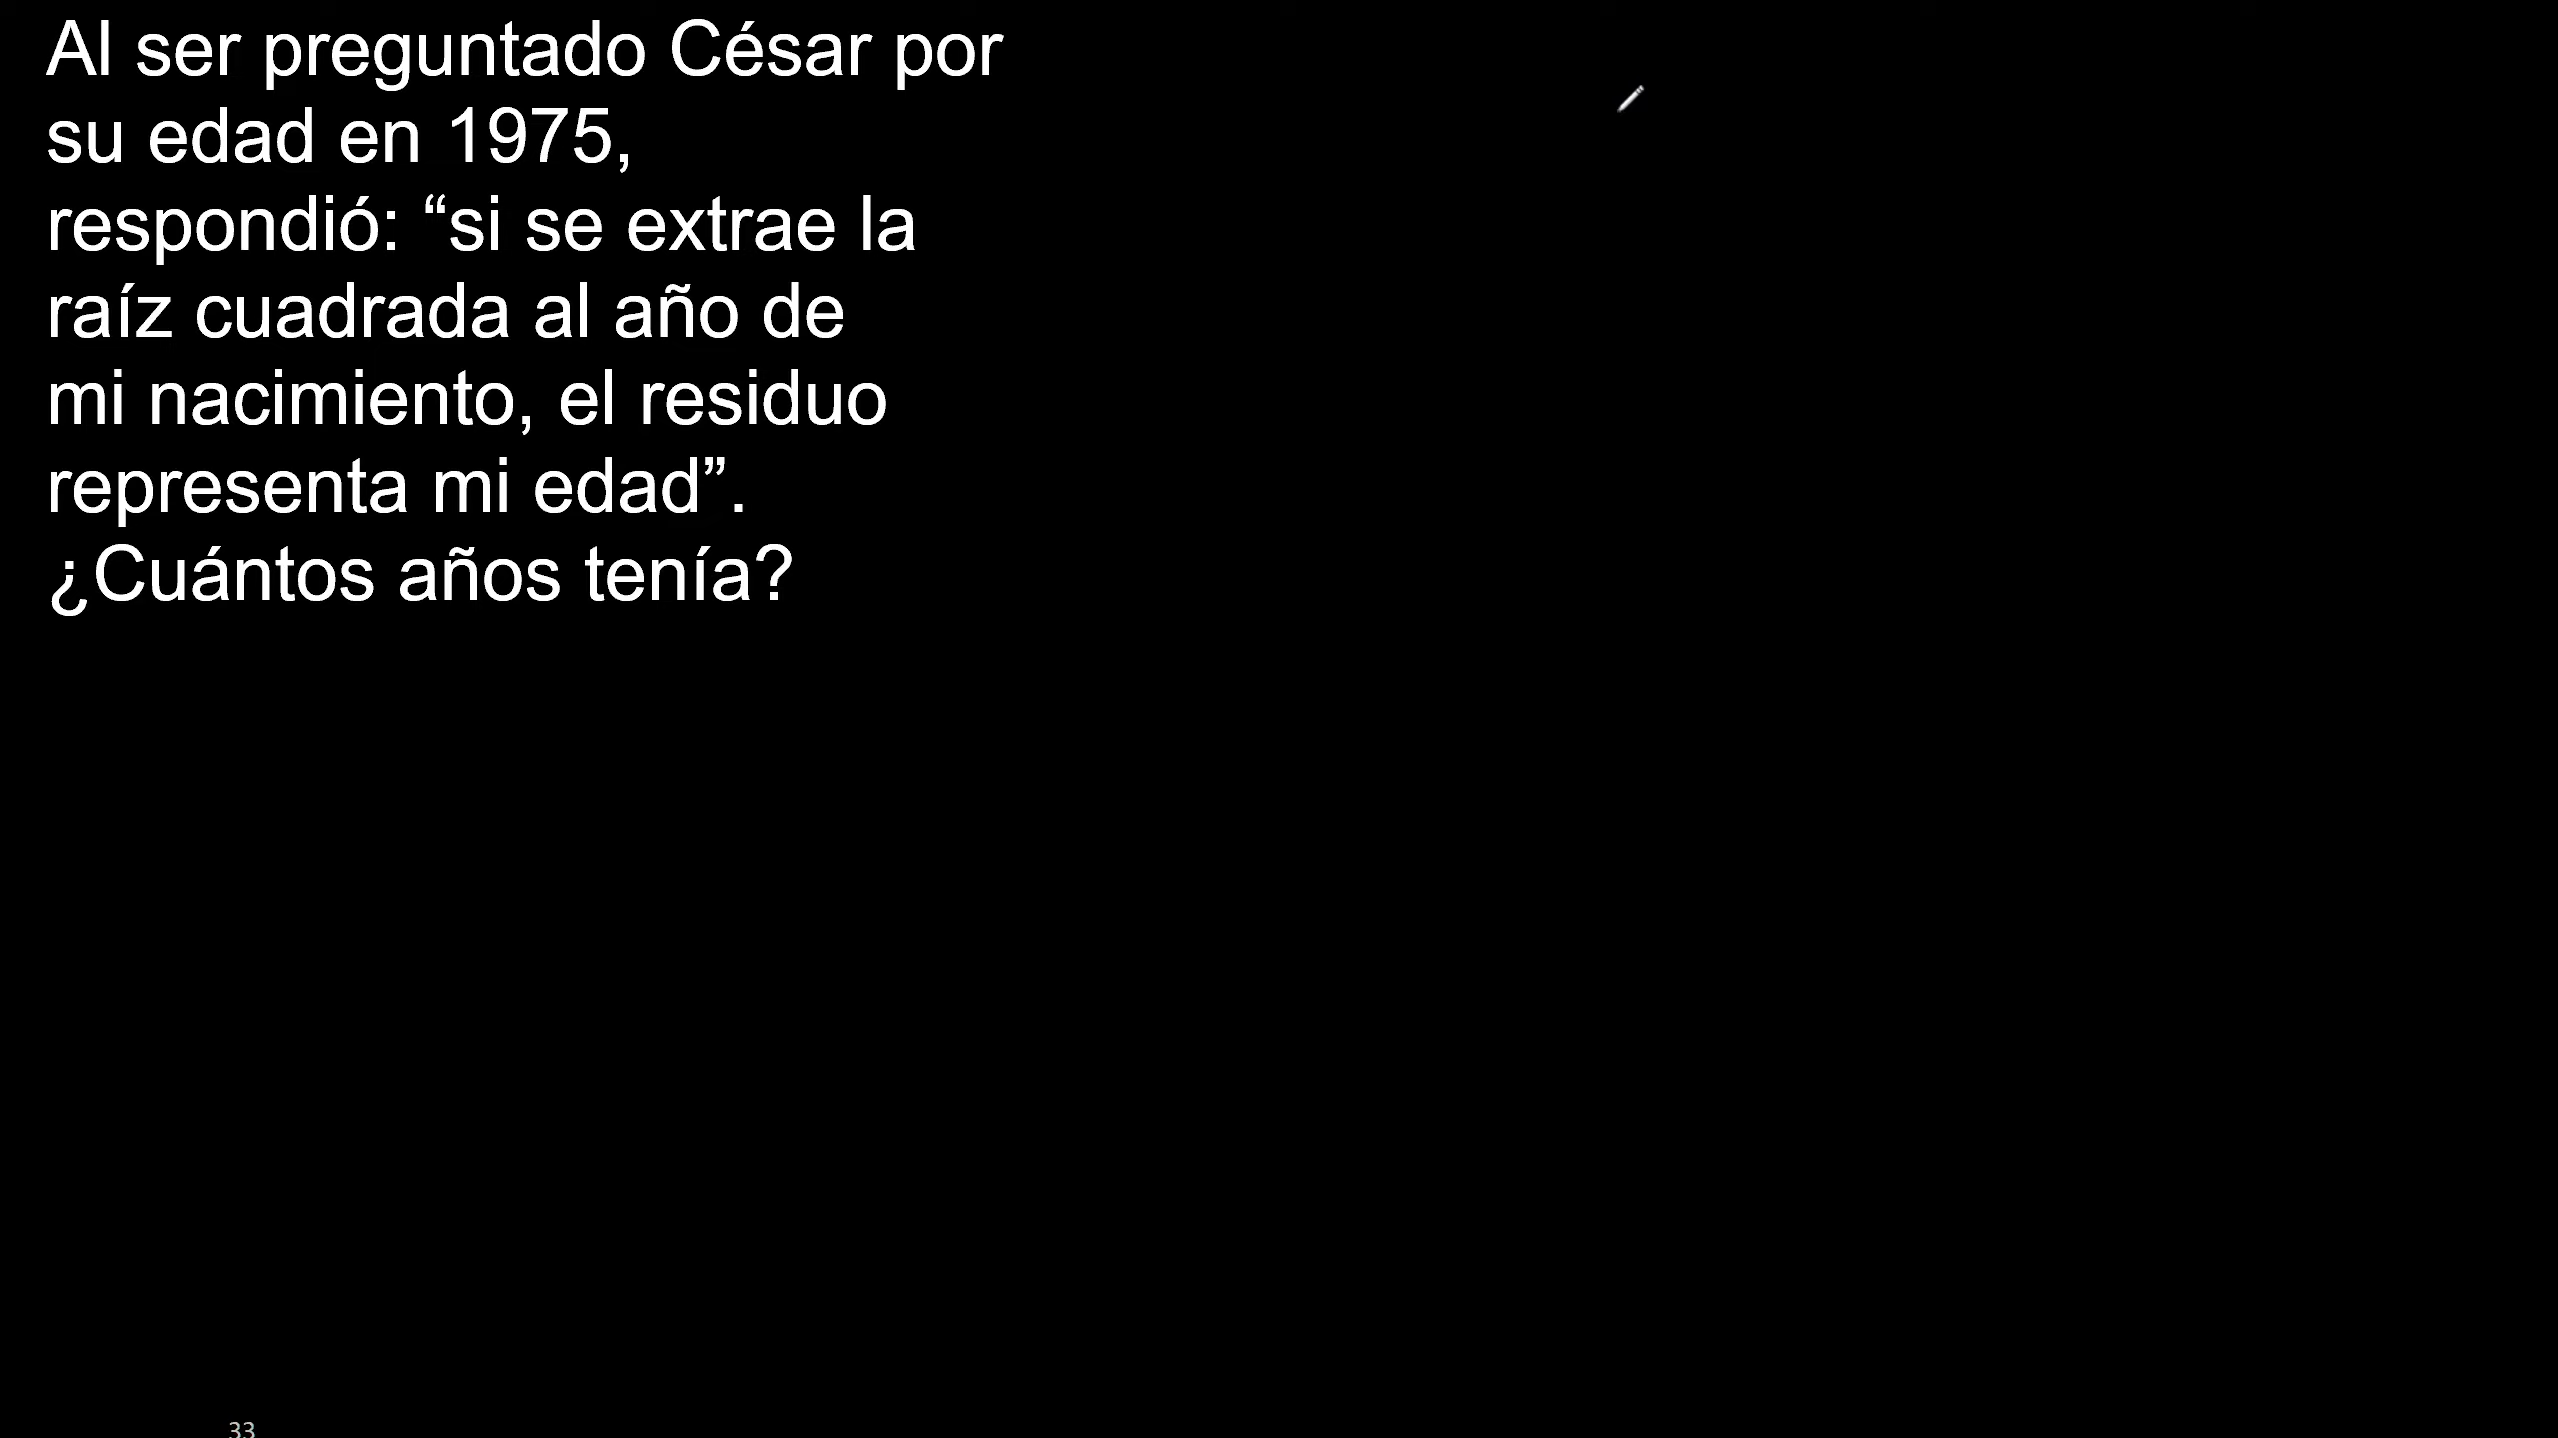 Al ser preguntado César por
su edad en 1975,
respondió: “si se extrae la
raíz cuadrada al año de
mi nacimiento, el residuo
representa mi edad”.
¿Cuántos años tenía?
33